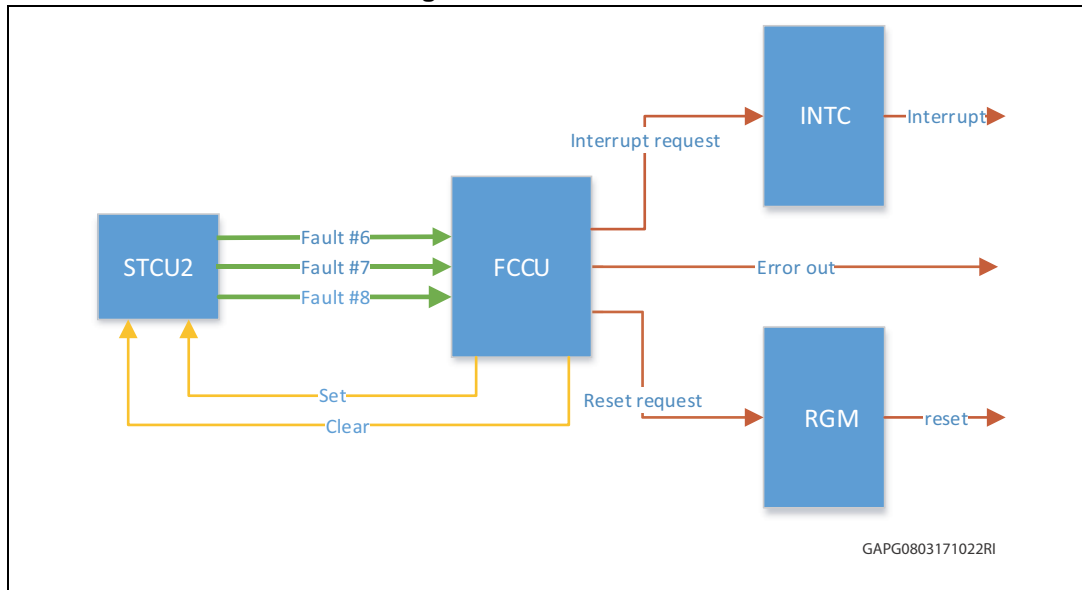 INTC
Interrupt
Interrupt request
Fault #6
STCU2
Fault #7
FCCU
Error out
Fault #8
Set
Reset request
Clear
RGM
reset
GAPG0803171022RI